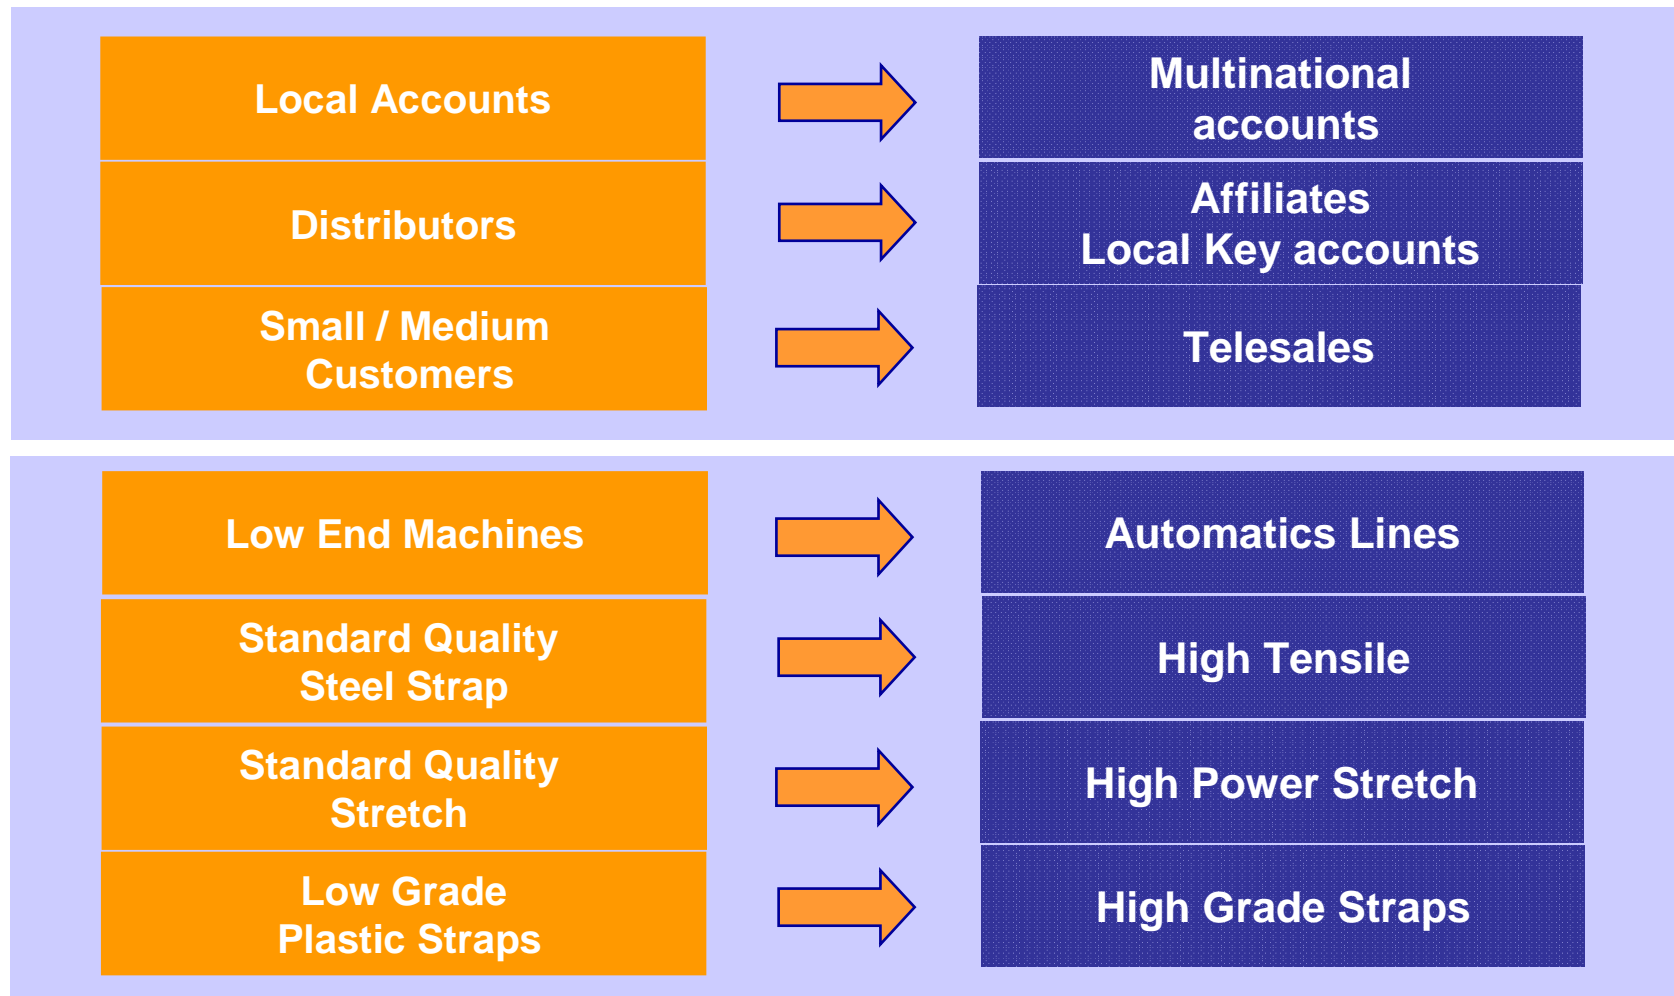 Local Accounts
Multinational
accounts
Distributors
Affiliates
Local Key accounts
Small / Medium
Customers
Telesales
Low End Machines
Automatics Lines
Standard Quality
Steel Strap
High Tensile
Standard Quality
Stretch
High Power Stretch
Low Grade
Plastic Straps
High Grade Straps